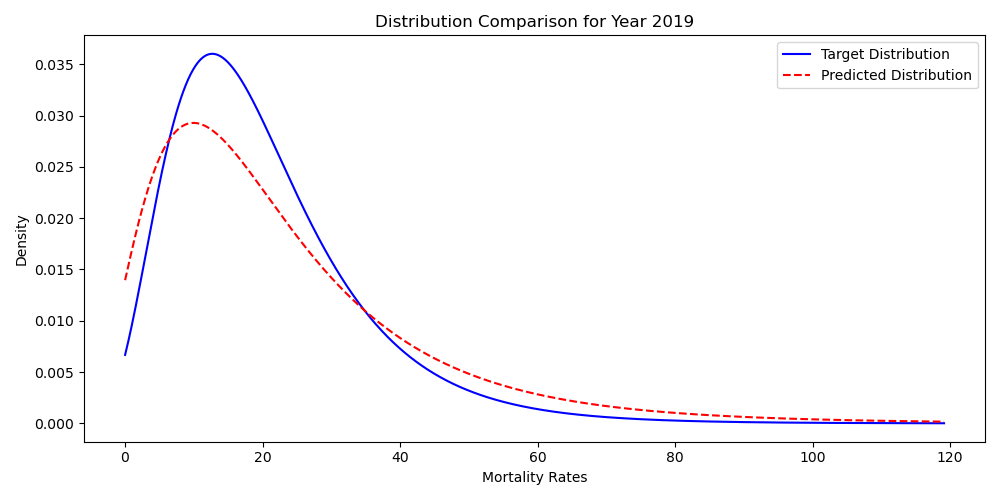 Distribution Comparison for Year 2019
Target Distribution
Predicted Distribution
0.035
0.030
0.025
0.020
0.015
0.010
0.005
0.000
Density
0 20 40 60 80 100 120
Mortality Rates